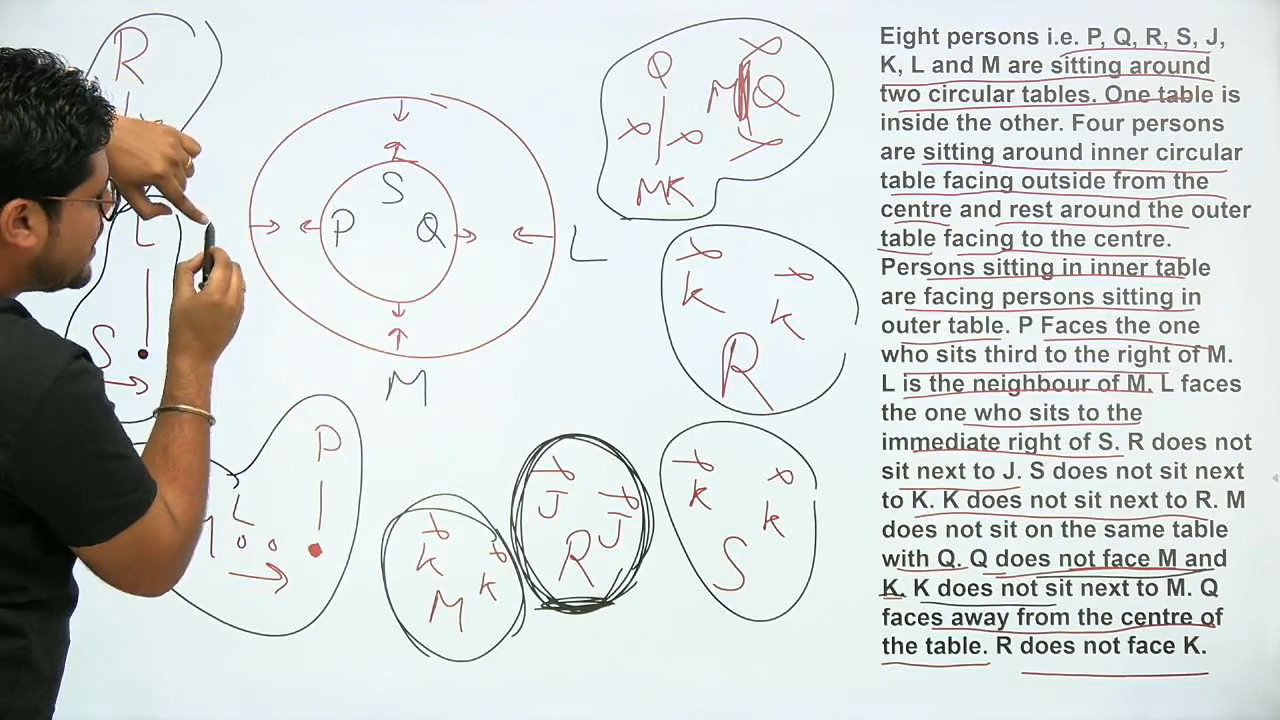 Eight persons i.e. P, Q, R, S, J,
K, L and M are sitting around
two circular tables. One table is
inside the other. Four persons
are sitting around inner circular
table facing outside from the
centre and rest around the outer
table facing to the centre.
Persons sitting in inner table
are facing persons sitting in
outer table. P Faces the one
who sits third to the right of M.
L is the neighbour of M. L faces
the one who sits to the
immediate right of S. R does not
sit next to J. S does not sit next
to K. K does not sit next to R. M
does not sit on the same table
with Q. Q does not face M and
K. K does not sit next to M. Q
faces away from the centre of
the table. R does not face K.
R
L
S
P
L
S
P Q
L
M
Q
M Q
MK
K K
R
K K
S
J J
R
K K
M